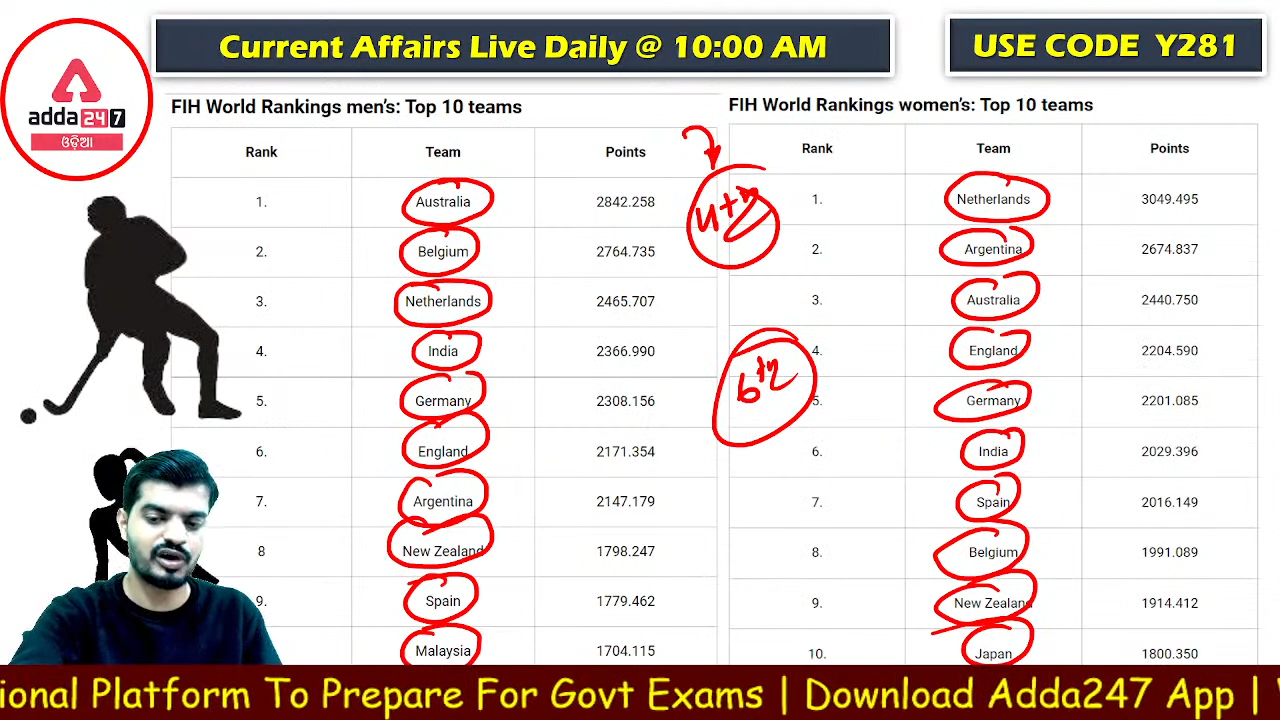 Current Affairs Live Daily @ 10:00 AM
USE CODE Y281
adda247
ଓଡ଼ିଆ
FIH World Rankings men's: Top 10 teams
Rank Team Points
1. Australia 2842.258
2. Belgium 2764.735
3. Netherlands 2465.707
4. India 2366.990
5. Germany 2308.156
6. England 2171.354
7. Argentina 2147.179
8 New Zealand 1798.247
9. Spain 1779.462
Malaysia 1704.115
4th
6th
FIH World Rankings women's: Top 10 teams
Rank Team Points
1. Netherlands 3049.495
2. Argentina 2674.837
3. Australia 2440.750
4. England 2204.590
5. Germany 2201.085
6. India 2029.396
7. Spain 2016.149
8. Belgium 1991.089
9. New Zealand 1914.412
10. Japan 1800.350
ional Platform To Prepare For Govt Exams | Download Adda247 App |